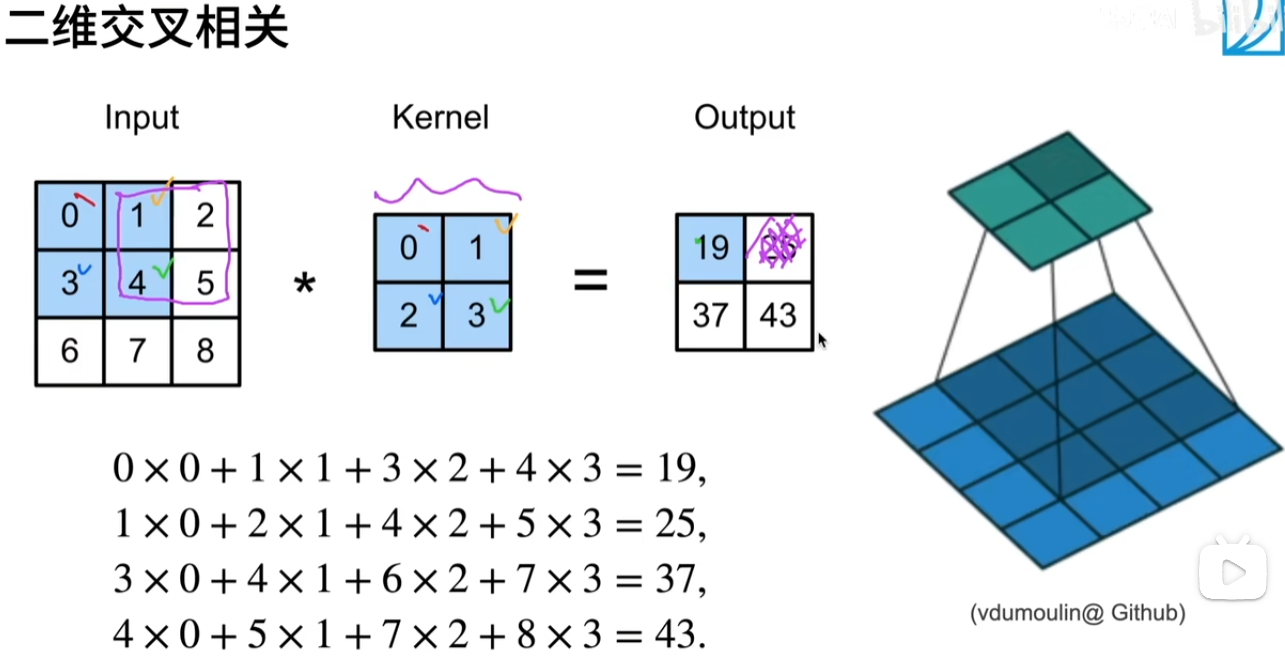 二维交叉相关
Input
Kernel
Output
0 1 2
3 4 5
6 7 8
*
0 1
2 3
=
19
37 43
0 × 0 + 1 × 1 + 3 × 2 + 4 × 3 = 19,
1 × 0 + 2 × 1 + 4 × 2 + 5 × 3 = 25,
3 × 0 + 4 × 1 + 6 × 2 + 7 × 3 = 37,
4 × 0 + 5 × 1 + 7 × 2 + 8 × 3 = 43.
(vdumoulin@ Github)